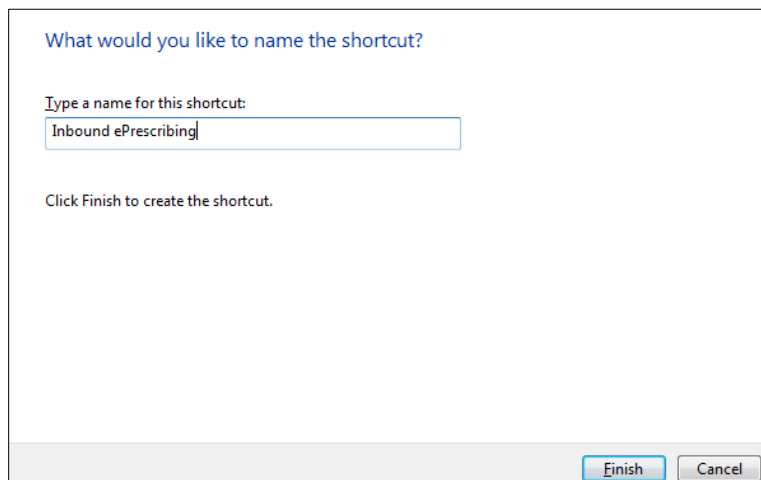 What would you like to name the shortcut?
Type a name for this shortcut:
Inbound ePrescribing
Click Finish to create the shortcut.
Finish Cancel